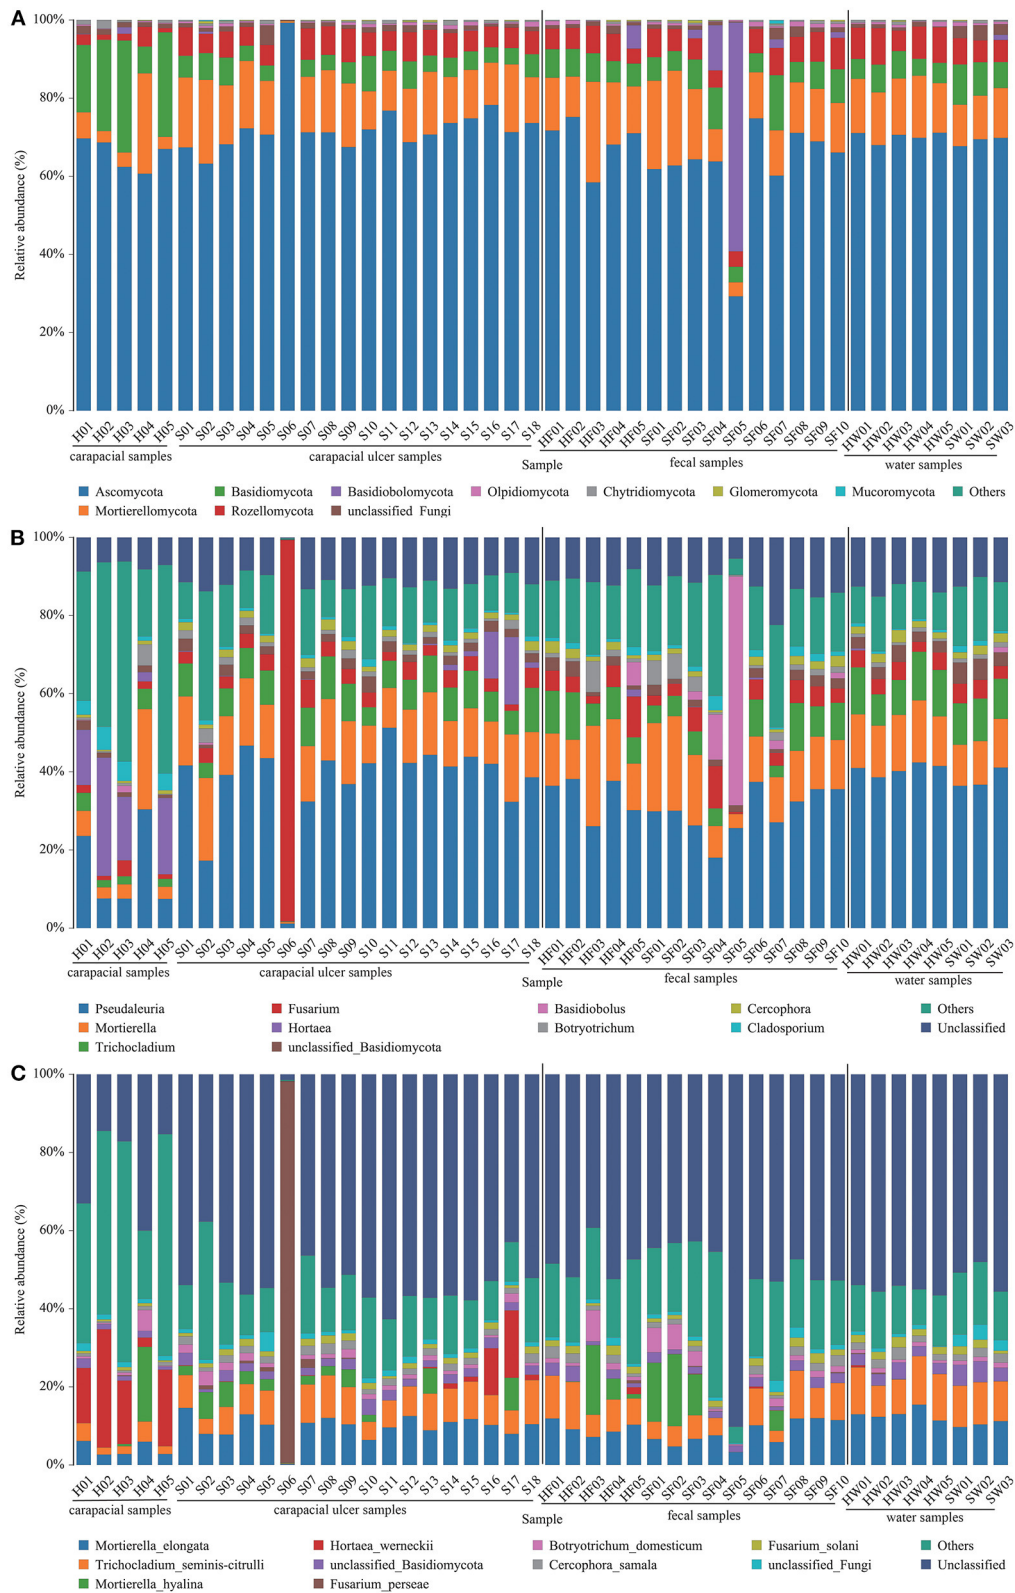 A
100%
80%
60%
40%
20%
0%
Relative abundance (%)
H01 H02 H03 H04 H05 S01 S02 S03 S04 S05 S06 S07 S08 S09 S10 S11 S12 S13 S14 S15 S16 S17 S18 HF01 HF02 HF03 HF04 HF05 SF01 SF02 SF03 SF04 SF05 SF06 SF07 SF08 SF09 SF10 HW01 HW02 HW03 HW04 HW05 SW01 SW02 SW03
carapacial samples carapacial ulcer samples fecal samples water samples
Sample
Ascomycota Basidiomycota Basidiobolomycota Olpidiomycota Chytridiomycota Glomeromycota Mucoromycota Others
Mortierellomycota Rozellomycota unclassified_Fungi
B
100%
80%
60%
40%
20%
0%
Relative abundance (%)
H01 H02 H03 H04 H05 S01 S02 S03 S04 S05 S06 S07 S08 S09 S10 S11 S12 S13 S14 S15 S16 S17 S18 HF01 HF02 HF03 HF04 HF05 SF01 SF02 SF03 SF04 SF05 SF06 SF07 SF08 SF09 SF10 HW01 HW02 HW03 HW04 HW05 SW01 SW02 SW03
carapacial samples carapacial ulcer samples fecal samples water samples
Sample
Pseudaleuria Fusarium Basidiobolus Cercophora Others
Mortierella Hortaea Botryotrichum Cladosporium Unclassified
Trichocladium unclassified_Basidiomycota
C
100%
80%
60%
40%
20%
0%
Relative abundance (%)
H01 H02 H03 H04 H05 S01 S02 S03 S04 S05 S06 S07 S08 S09 S10 S11 S12 S13 S14 S15 S16 S17 S18 HF01 HF02 HF03 HF04 HF05 SF01 SF02 SF03 SF04 SF05 SF06 SF07 SF08 SF09 SF10 HW01 HW02 HW03 HW04 HW05 SW01 SW02 SW03
carapacial samples carapacial ulcer samples fecal samples water samples
Sample
Mortierella_elongata Hortaea_werneckii Botryotrichum_domesticum Fusarium_solani Others
Trichocladium_seminis-citrulli unclassified_Basidiomycota Cercophora_samala unclassified_Fungi Unclassified
Mortierella_hyalina Fusarium_perseae